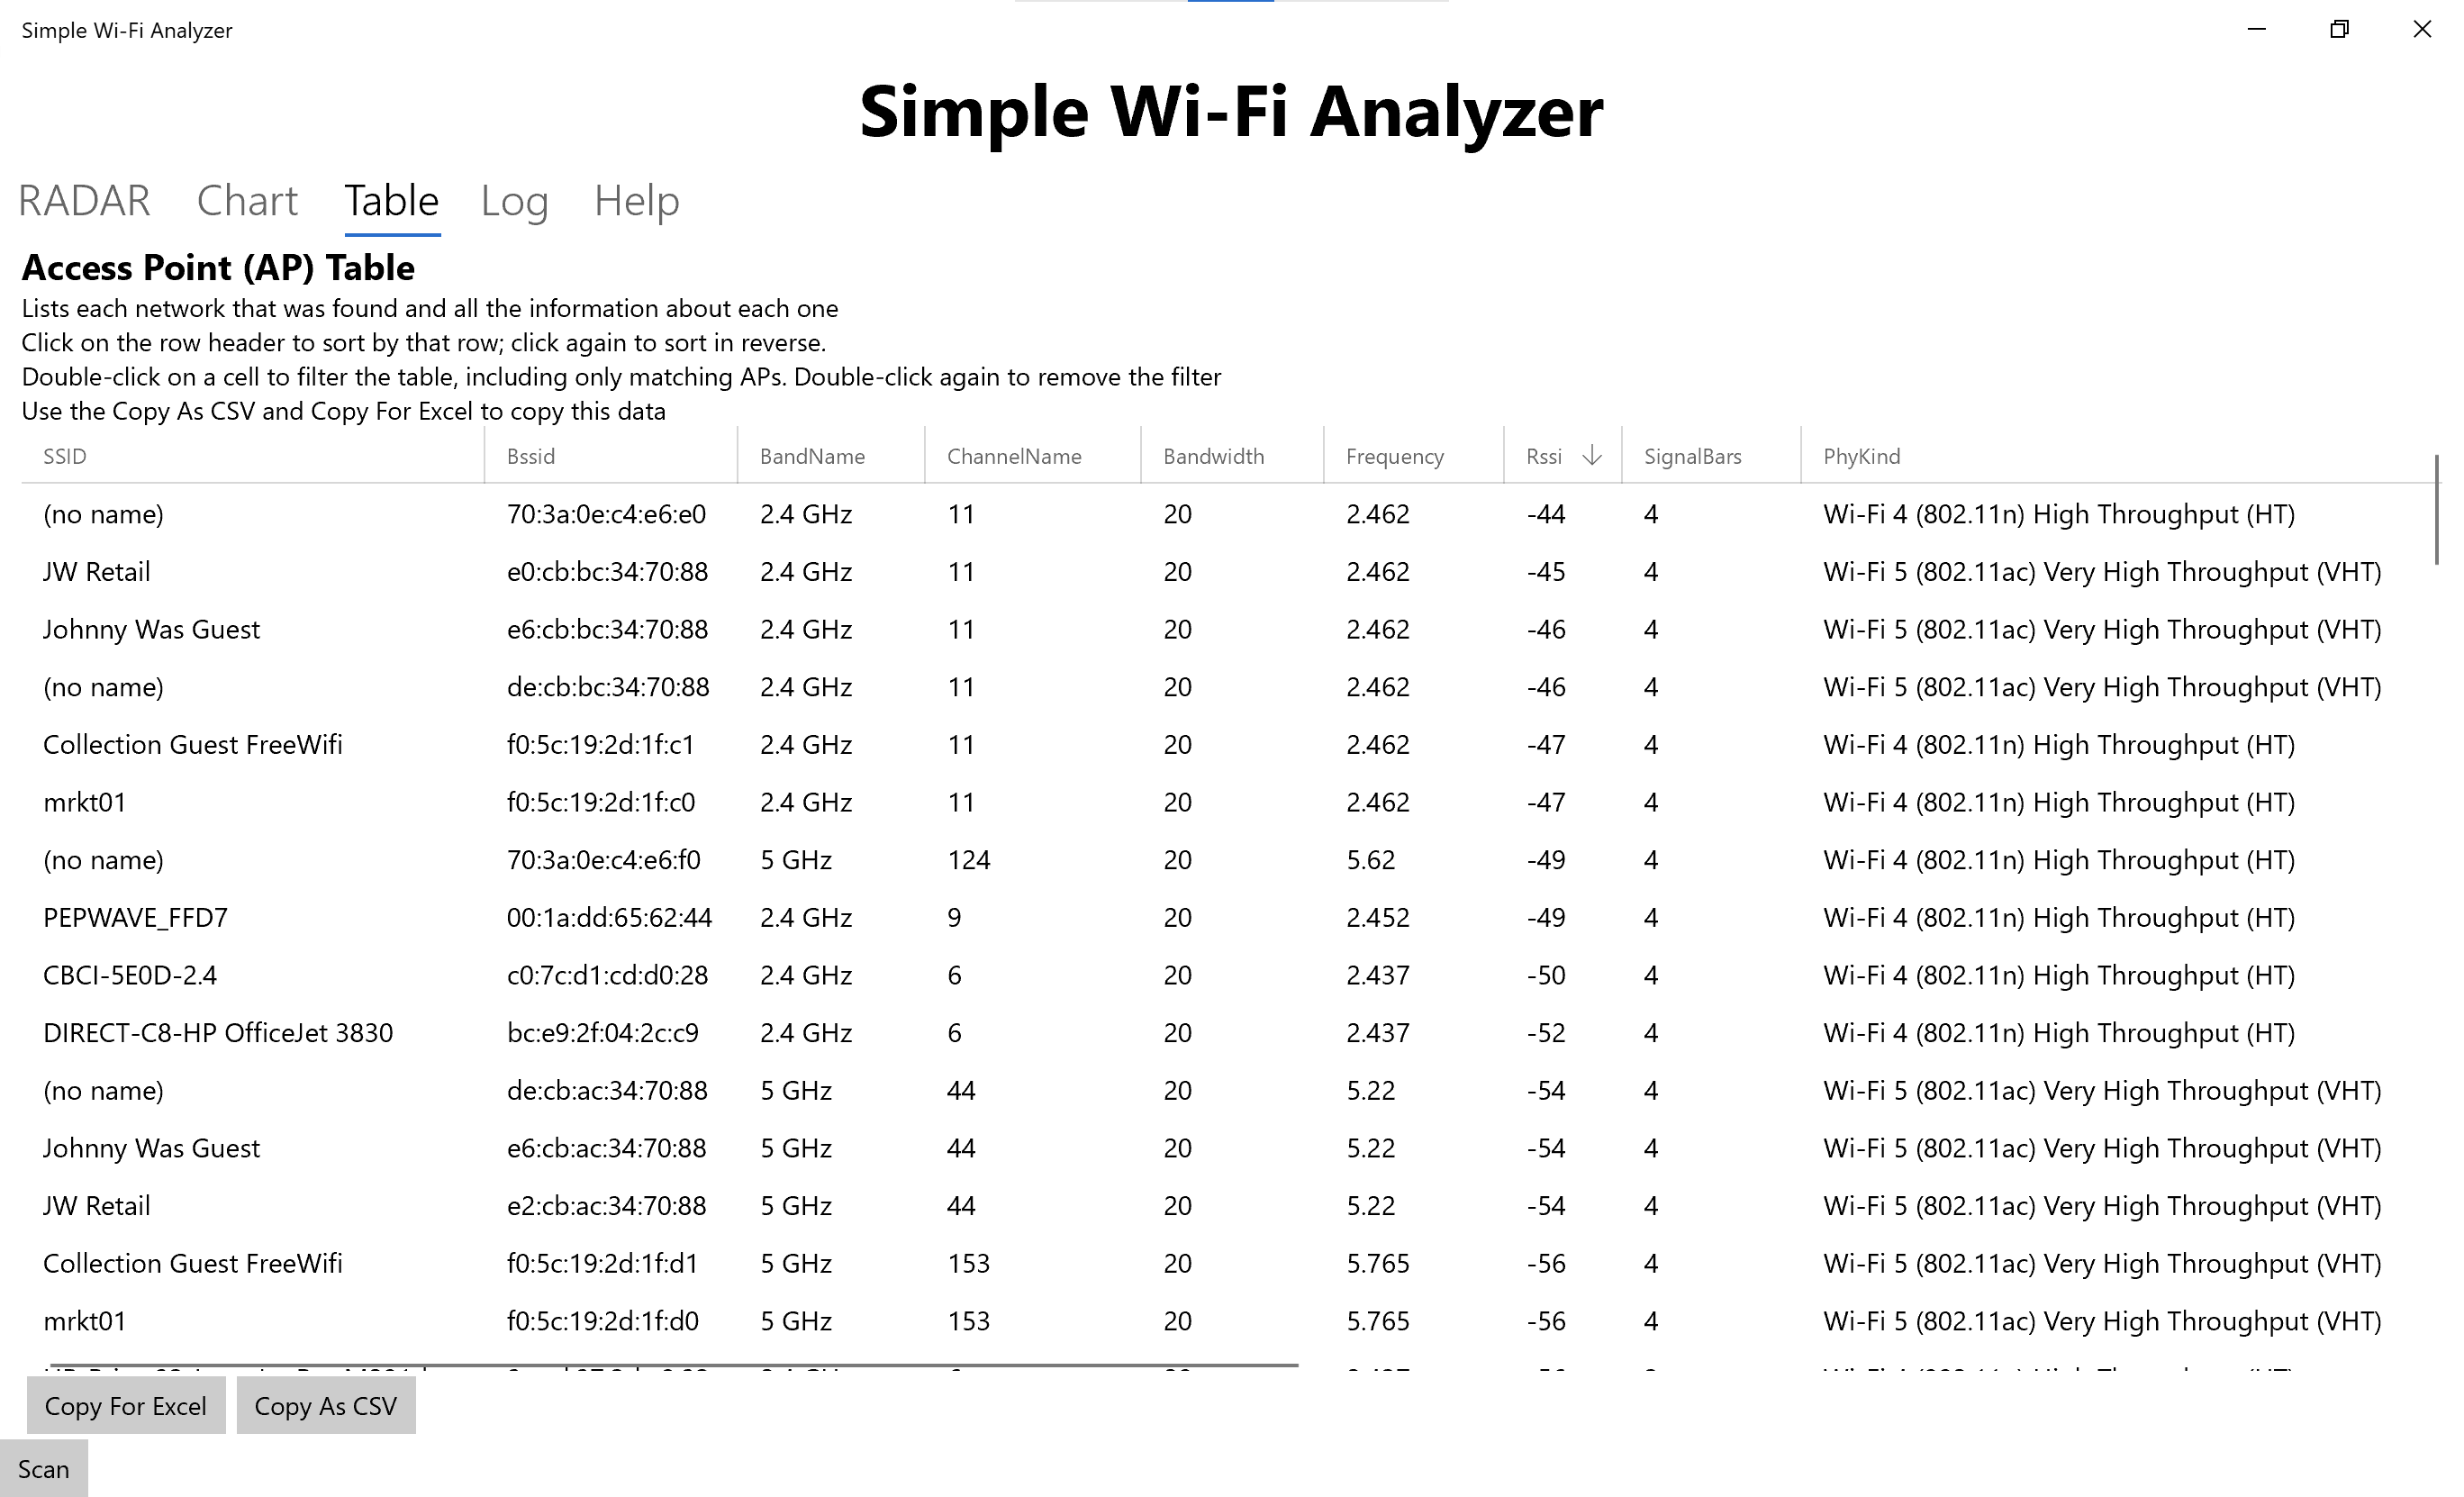 Simple Wi-Fi Analyzer
Simple Wi-Fi Analyzer
RADAR Chart Table Log Help
Access Point (AP) Table
Lists each network that was found and all the information about each one
Click on the row header to sort by that row; click again to sort in reverse.
Double-click on a cell to filter the table, including only matching APs. Double-click again to remove the filter
Use the Copy As CSV and Copy For Excel to copy this data
SSID Bssid BandName ChannelName Bandwidth Frequency Rssi SignalBars PhyKind
(no name) 70:3a:0e:c4:e6:e0 2.4 GHz 11 20 2.462 -44 4 Wi-Fi 4 (802.11n) High Throughput (HT)
JW Retail e0:cb:bc:34:70:88 2.4 GHz 11 20 2.462 -45 4 Wi-Fi 5 (802.11ac) Very High Throughput (VHT)
Johnny Was Guest e6:cb:bc:34:70:88 2.4 GHz 11 20 2.462 -46 4 Wi-Fi 5 (802.11ac) Very High Throughput (VHT)
(no name) de:cb:bc:34:70:88 2.4 GHz 11 20 2.462 -46 4 Wi-Fi 5 (802.11ac) Very High Throughput (VHT)
Collection Guest FreeWifi f0:5c:19:2d:1f:c1 2.4 GHz 11 20 2.462 -47 4 Wi-Fi 4 (802.11n) High Throughput (HT)
mrkt01 f0:5c:19:2d:1f:c0 2.4 GHz 11 20 2.462 -47 4 Wi-Fi 4 (802.11n) High Throughput (HT)
(no name) 70:3a:0e:c4:e6:f0 5 GHz 124 20 5.62 -49 4 Wi-Fi 4 (802.11n) High Throughput (HT)
PEPWAVE_FFD7 00:1a:dd:65:62:44 2.4 GHz 9 20 2.452 -49 4 Wi-Fi 4 (802.11n) High Throughput (HT)
CBCI-5E0D-2.4 c0:7c:d1:cd:d0:28 2.4 GHz 6 20 2.437 -50 4 Wi-Fi 4 (802.11n) High Throughput (HT)
DIRECT-C8-HP OfficeJet 3830 bc:e9:2f:04:2c:c9 2.4 GHz 6 20 2.437 -52 4 Wi-Fi 4 (802.11n) High Throughput (HT)
(no name) de:cb:ac:34:70:88 5 GHz 44 20 5.22 -54 4 Wi-Fi 5 (802.11ac) Very High Throughput (VHT)
Johnny Was Guest e6:cb:ac:34:70:88 5 GHz 44 20 5.22 -54 4 Wi-Fi 5 (802.11ac) Very High Throughput (VHT)
JW Retail e2:cb:ac:34:70:88 5 GHz 44 20 5.22 -54 4 Wi-Fi 5 (802.11ac) Very High Throughput (VHT)
Collection Guest FreeWifi f0:5c:19:2d:1f:d1 5 GHz 153 20 5.765 -56 4 Wi-Fi 5 (802.11ac) Very High Throughput (VHT)
mrkt01 f0:5c:19:2d:1f:d0 5 GHz 153 20 5.765 -56 4 Wi-Fi 5 (802.11ac) Very High Throughput (VHT)
Copy For Excel Copy As CSV
Scan